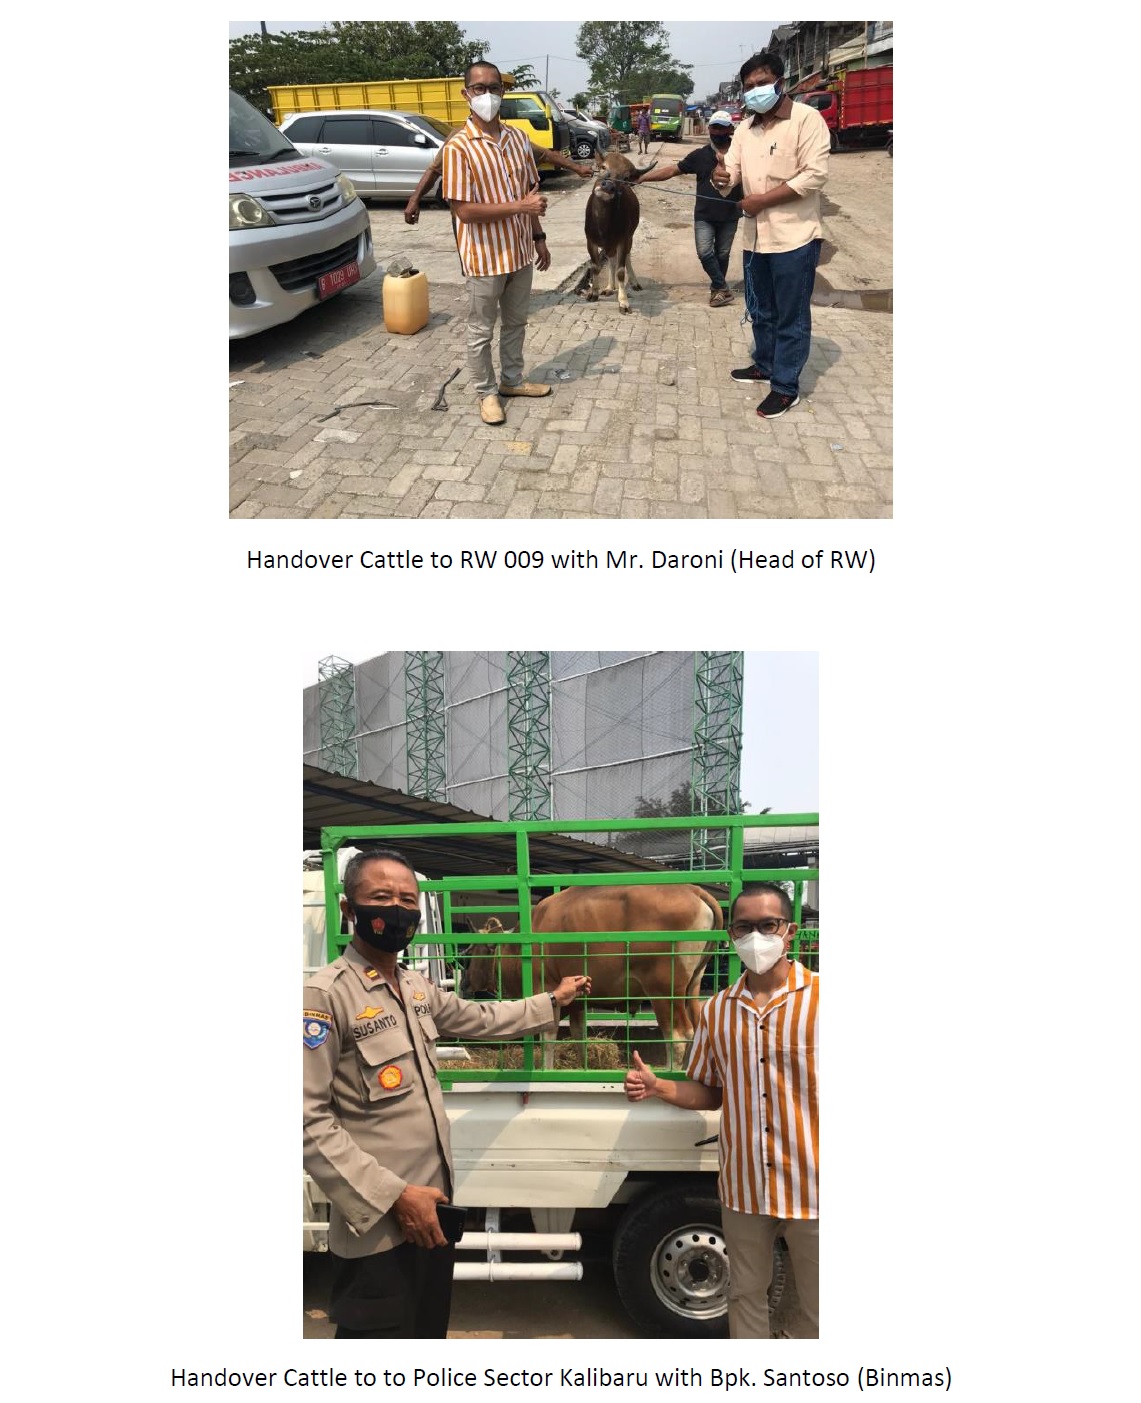 AMBULANCE
B 1029 UH
Handover Cattle to RW 009 with Mr. Daroni (Head of RW)
BINMAS
SUSANTO
POL
Handover Cattle to to Police Sector Kalibaru with Bpk. Santoso (Binmas)